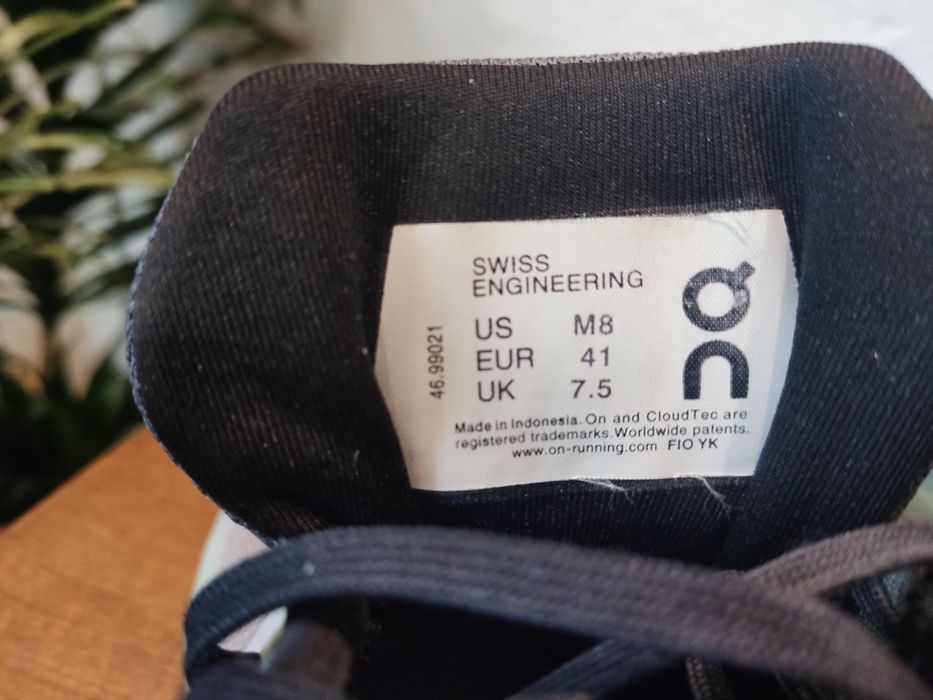 SWISS
ENGINEERING
US M8
EUR 41
UK 7.5
46.99021
Made in Indonesia. On and CloudTec are
registered trademarks. Worldwide patents.
www.on-running.com FIO YK
On